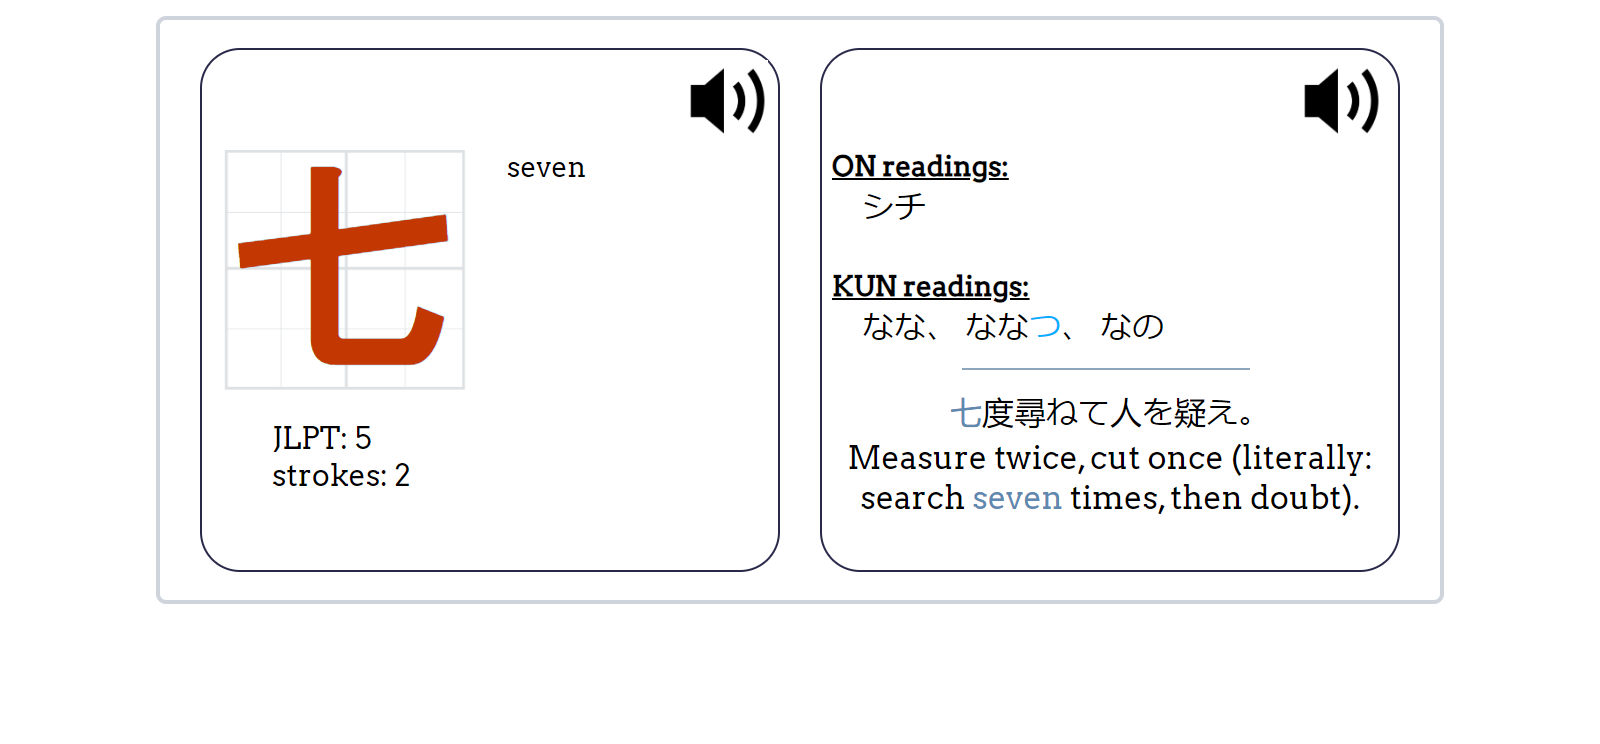 七
seven
JLPT: 5
strokes: 2
ON readings:
シチ
KUN readings:
なな、 ななつ、 なの
七度尋ねて人を疑え。
Measure twice, cut once (literally:
search seven times, then doubt).